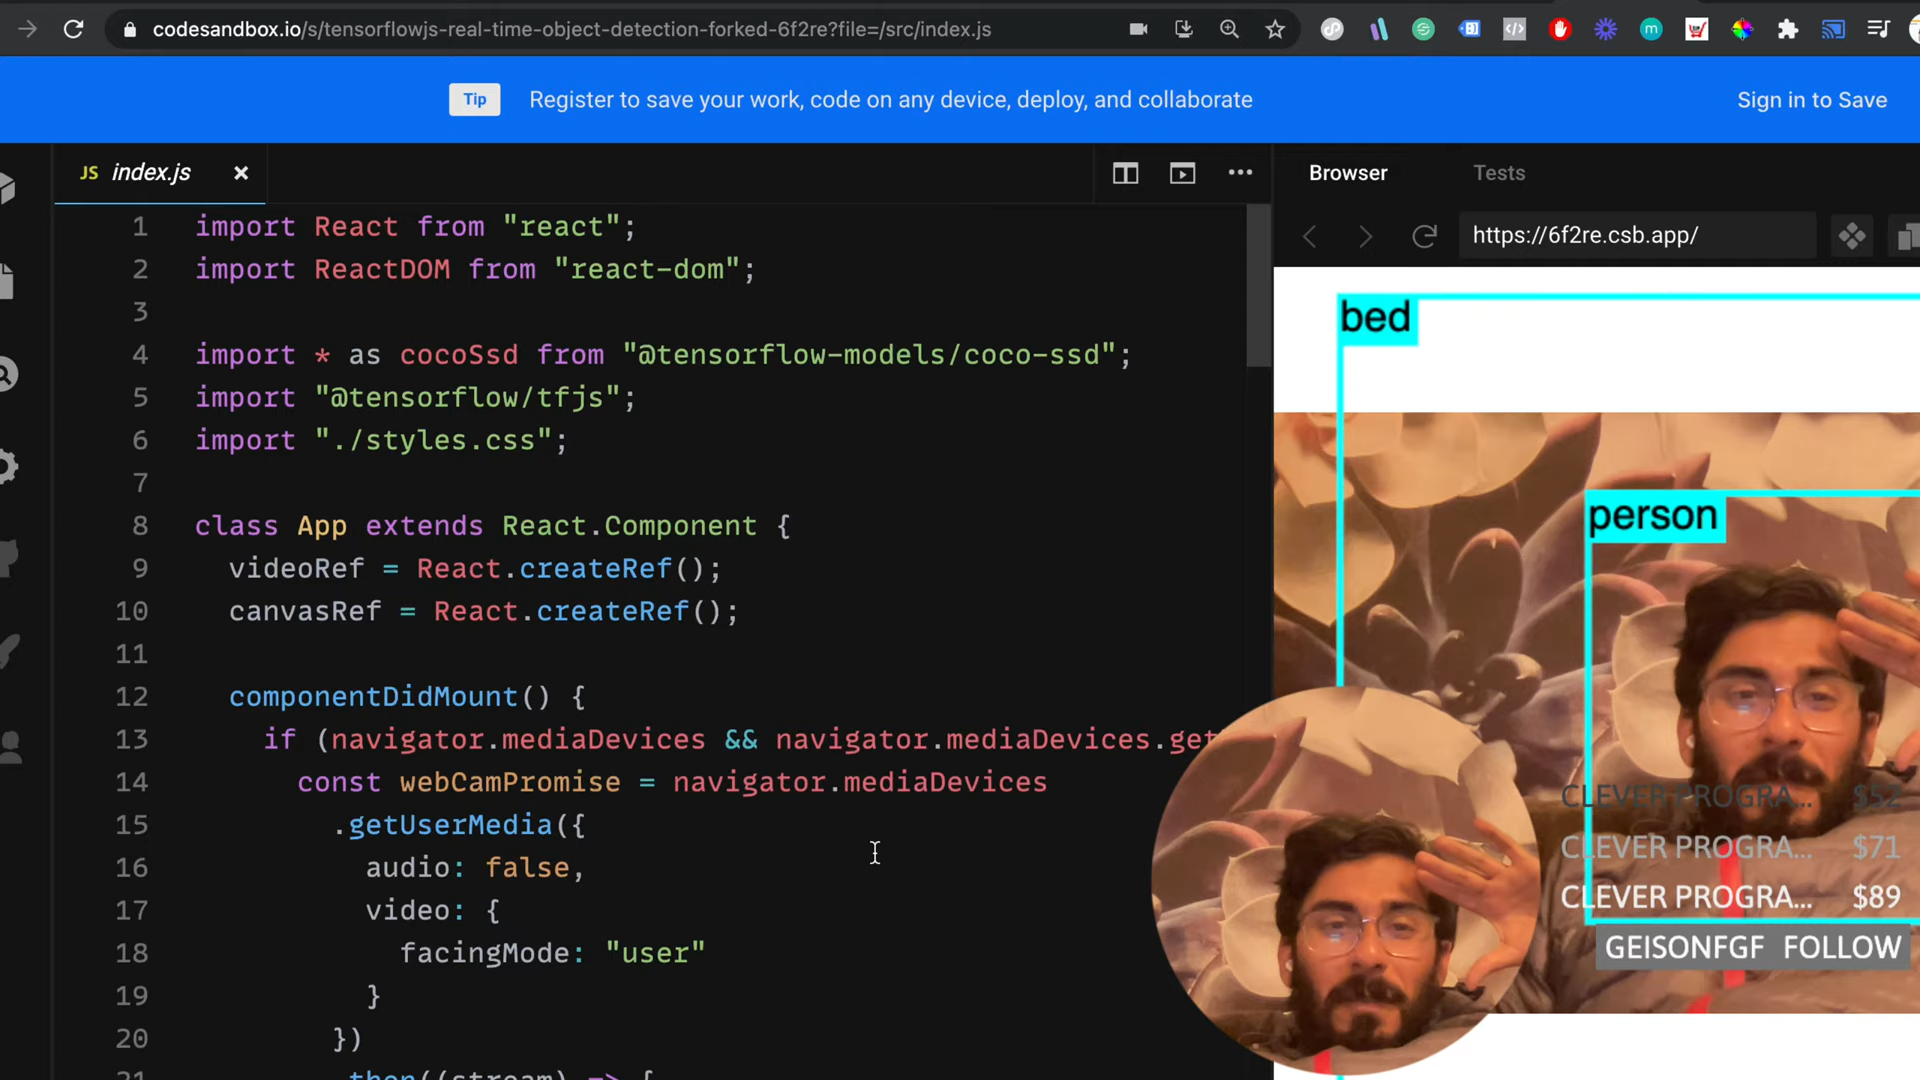 codesandbox.io/s/tensorflowjs-real-time-object-detection-forked-6f2re?file=/src/index.js
Tip Register to save your work, code on any device, deploy, and collaborate Sign in to Save
JS index.js
Browser Tests
https://6f2re.csb.app/
1 import React from "react";
2 import ReactDOM from "react-dom";
3
4 import * as cocoSsd from "@tensorflow-models/coco-ssd";
5 import "@tensorflow/tfjs";
6 import "./styles.css";
7
8 class App extends React.Component {
9 videoRef = React.createRef();
10 canvasRef = React.createRef();
11
12 componentDidMount() {
13 if (navigator.mediaDevices && navigator.mediaDevices.get
14 const webCamPromise = navigator.mediaDevices
15 .getUserMedia({
16 audio: false,
17 video: {
18 facingMode: "user"
19 }
20 })
21 .then((stream) => {
bed
person
CLEVER PROGRA... $52
CLEVER PROGRA... $71
CLEVER PROGRA... $89
GEISONFGF FOLLOW